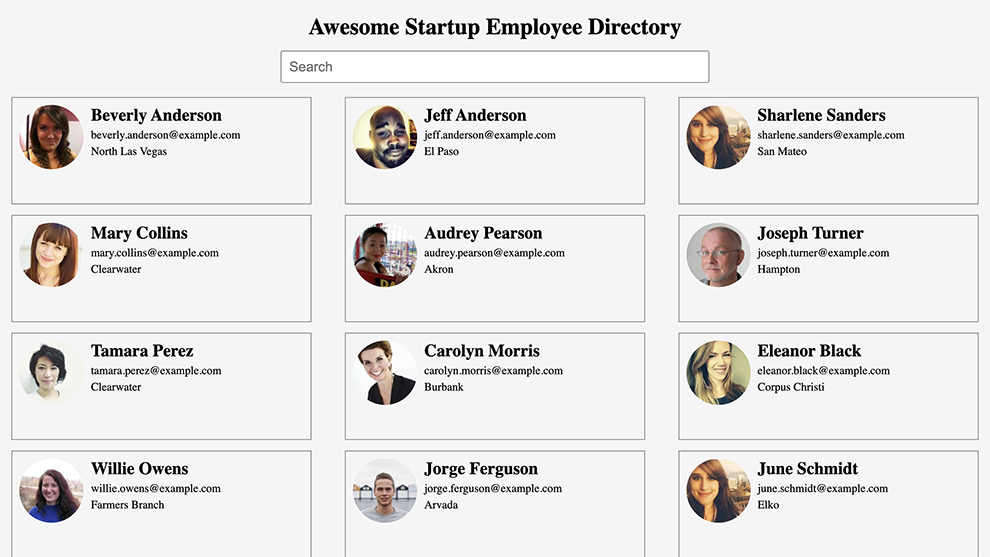 Awesome Startup Employee Directory
Search
Beverly Anderson
beverly.anderson@example.com
North Las Vegas
Jeff Anderson
jeff.anderson@example.com
El Paso
Sharlene Sanders
sharlene.sanders@example.com
San Mateo
Mary Collins
mary.collins@example.com
Clearwater
Audrey Pearson
audrey.pearson@example.com
Akron
Joseph Turner
joseph.turner@example.com
Hampton
Tamara Perez
tamara.perez@example.com
Clearwater
Carolyn Morris
carolyn.morris@example.com
Burbank
Eleanor Black
eleanor.black@example.com
Corpus Christi
Willie Owens
willie.owens@example.com
Farmers Branch
Jorge Ferguson
jorge.ferguson@example.com
Arvada
June Schmidt
june.schmidt@example.com
Elko